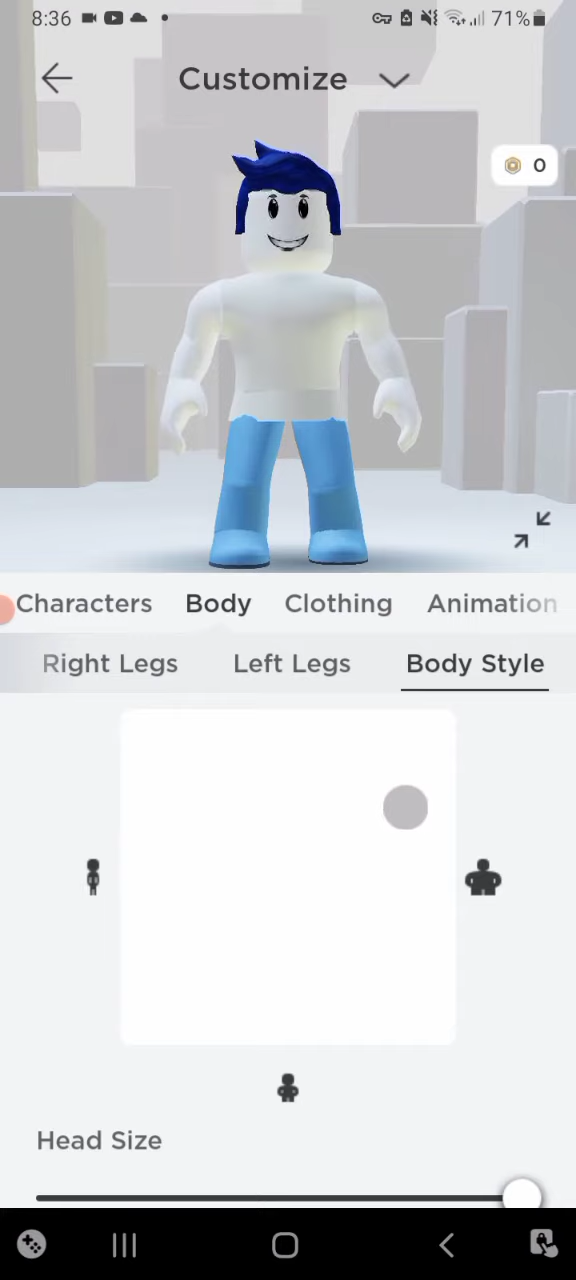 8:36 71%
Customize
0
Characters Body Clothing Animation
Right Legs Left Legs Body Style
Head Size